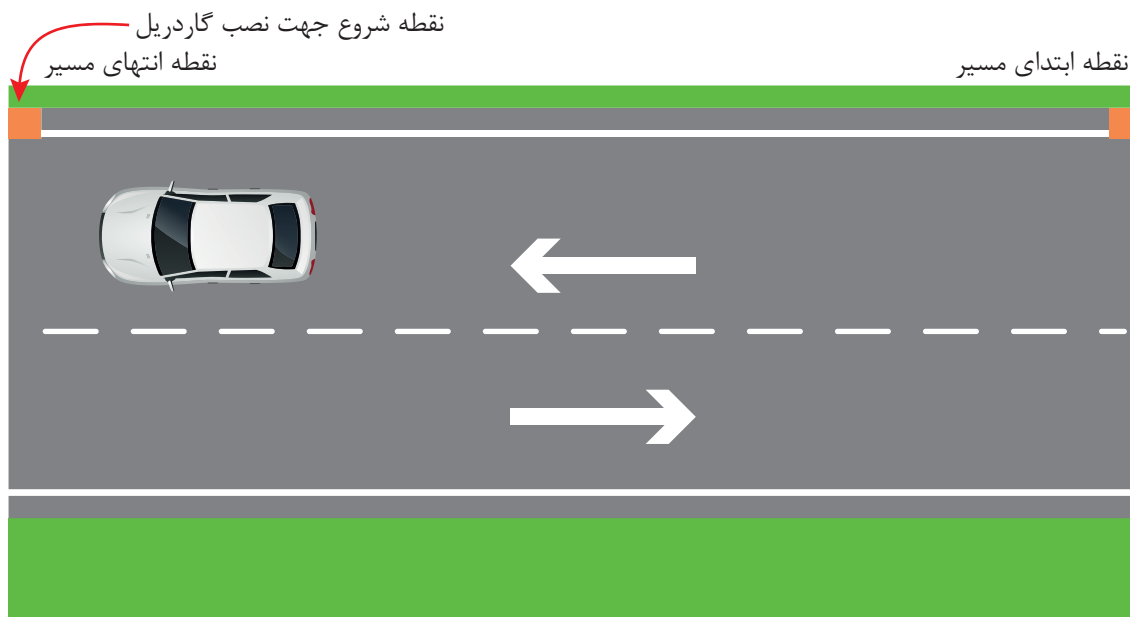 نقطه شروع جهت نصب گاردریل
نقطه ابتدای مسیر
نقطه انتهای مسیر